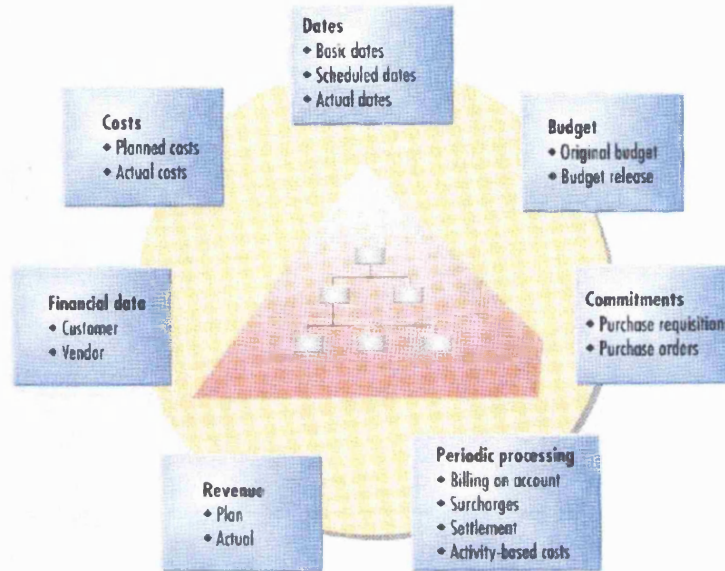 Dates
◆ Basic dates
◆ Scheduled dates
◆ Actual dates
Costs
◆ Planned costs
◆ Actual costs
Budget
◆ Original budget
◆ Budget release
Financial data
◆ Customer
◆ Vendor
Commitments
◆ Purchase requisition
◆ Purchase orders
Revenue
◆ Plan
◆ Actual
Periodic processing
◆ Billing on account
◆ Surcharges
◆ Settlement
◆ Activity-based costs